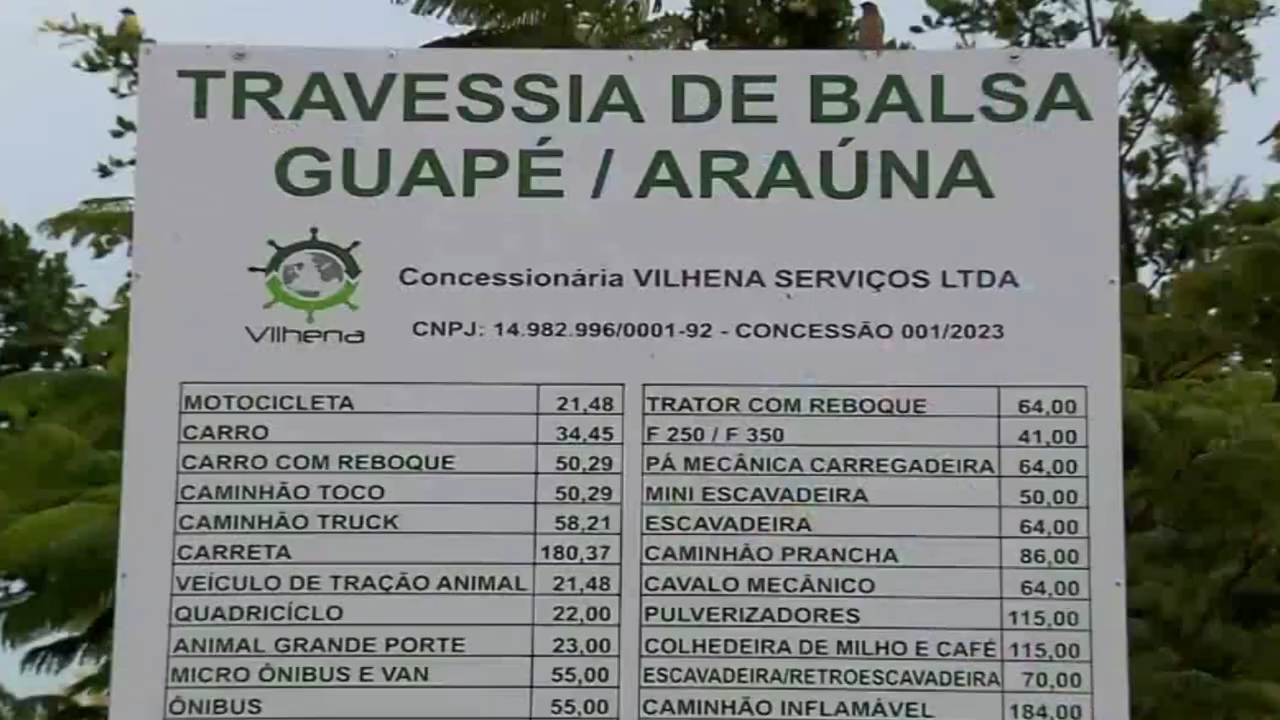 TRAVESSIA DE BALSA
GUAPÉ / ARAÚNA
Vilhena
Concessionária VILHENA SERVIÇOS LTDA
CNPJ: 14.982.996/0001-92 - CONCESSÃO 001/2023
MOTOCICLETA 21,48
CARRO 34,45
CARRO COM REBOQUE 50,29
CAMINHÃO TOCO 50,29
CAMINHÃO TRUCK 58,21
CARRETA 180,37
VEÍCULO DE TRAÇÃO ANIMAL 21,48
QUADRICÍCLO 22,00
ANIMAL GRANDE PORTE 23,00
MICRO ÔNIBUS E VAN 55,00
ÔNIBUS 55,00
TRATOR COM REBOQUE 64,00
F 250 / F 350 41,00
PÁ MECÂNICA CARREGADEIRA 64,00
MINI ESCAVADEIRA 50,00
ESCAVADEIRA 64,00
CAMINHÃO PRANCHA 86,00
CAVALO MECÂNICO 64,00
PULVERIZADORES 115,00
COLHEDEIRA DE MILHO E CAFÉ 115,00
ESCAVADEIRA/RETROESCAVADEIRA 70,00
CAMINHÃO INFLAMÁVEL 184,00